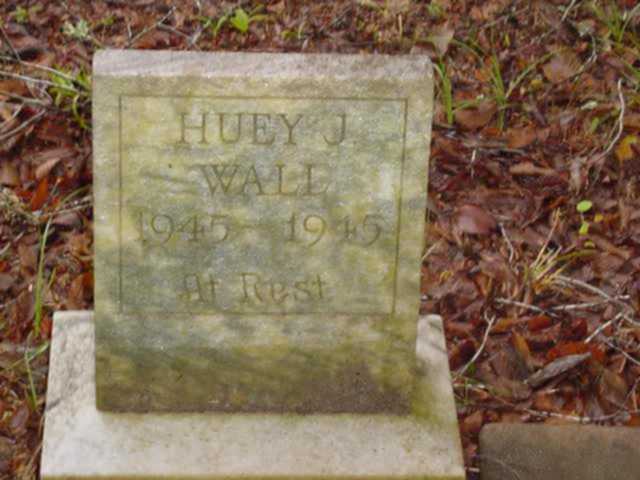 HUEY J.
WALL
1945 - 1945
At Rest